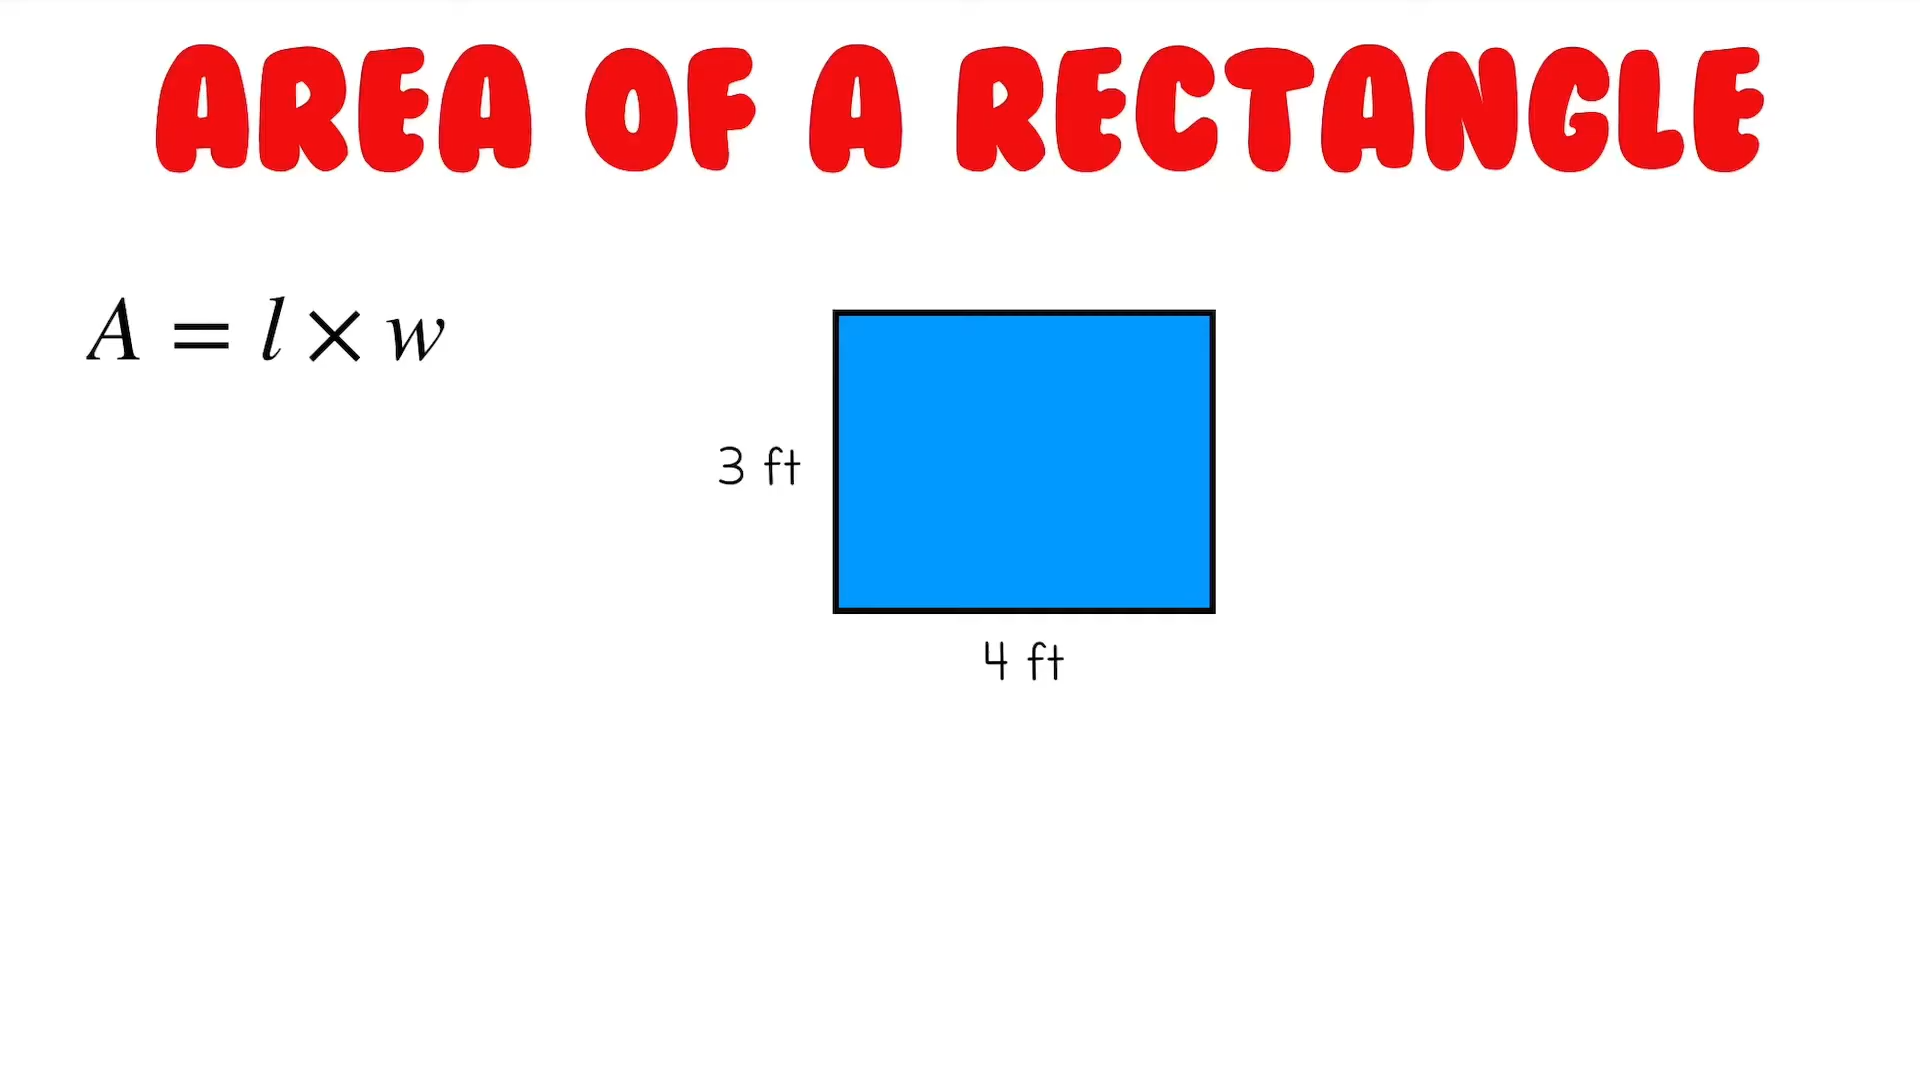 AREA OF A RECTANGLE
A = l × w
3 ft
4 ft